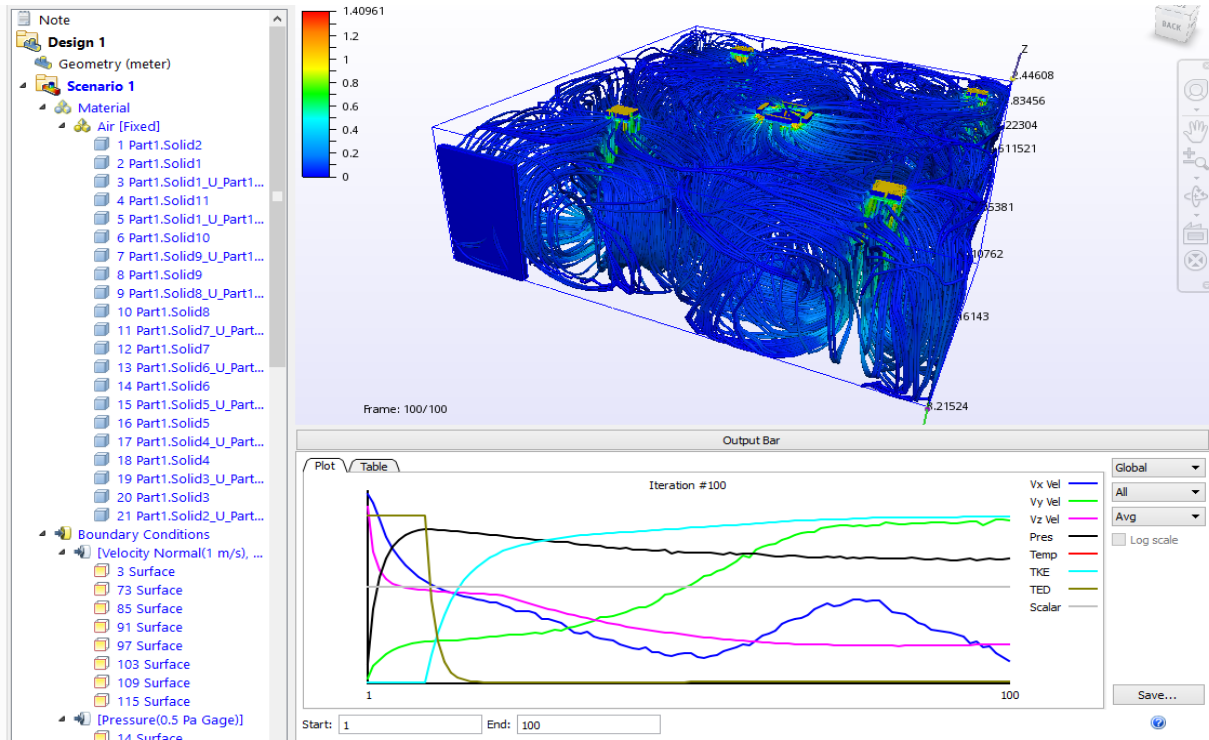 Note
Design 1
Geometry (meter)
Scenario 1
Material
Air [Fixed]
1 Part1.Solid2
2 Part1.Solid1
3 Part1.Solid1_U_Part1...
4 Part1.Solid11
5 Part1.Solid1_U_Part1...
6 Part1.Solid10
7 Part1.Solid9_U_Part1...
8 Part1.Solid9
9 Part1.Solid8_U_Part1...
10 Part1.Solid8
11 Part1.Solid7_U_Part1...
12 Part1.Solid7
13 Part1.Solid6_U_Part...
14 Part1.Solid6
15 Part1.Solid5_U_Part...
16 Part1.Solid5
17 Part1.Solid4_U_Part...
18 Part1.Solid4
19 Part1.Solid3_U_Part...
20 Part1.Solid3
21 Part1.Solid2_U_Part...
Boundary Conditions
[Velocity Normal(1 m/s), ...
3 Surface
73 Surface
85 Surface
91 Surface
97 Surface
103 Surface
109 Surface
115 Surface
[Pressure(0.5 Pa Gage)]
14 Surface
1.40961
1.2
1
0.8
0.6
0.4
0.2
0
BACK
Z
2.44608
.83456
.22304
.611521
5381
10762
16143
8.21524
Frame: 100/100
Output Bar
Plot
Table
Iteration #100
Vx Vel
Vy Vel
Vz Vel
Pres
Temp
TKE
TED
Scalar
1
100
Global
All
Avg
Log scale
Save...
Start: 1
End: 100